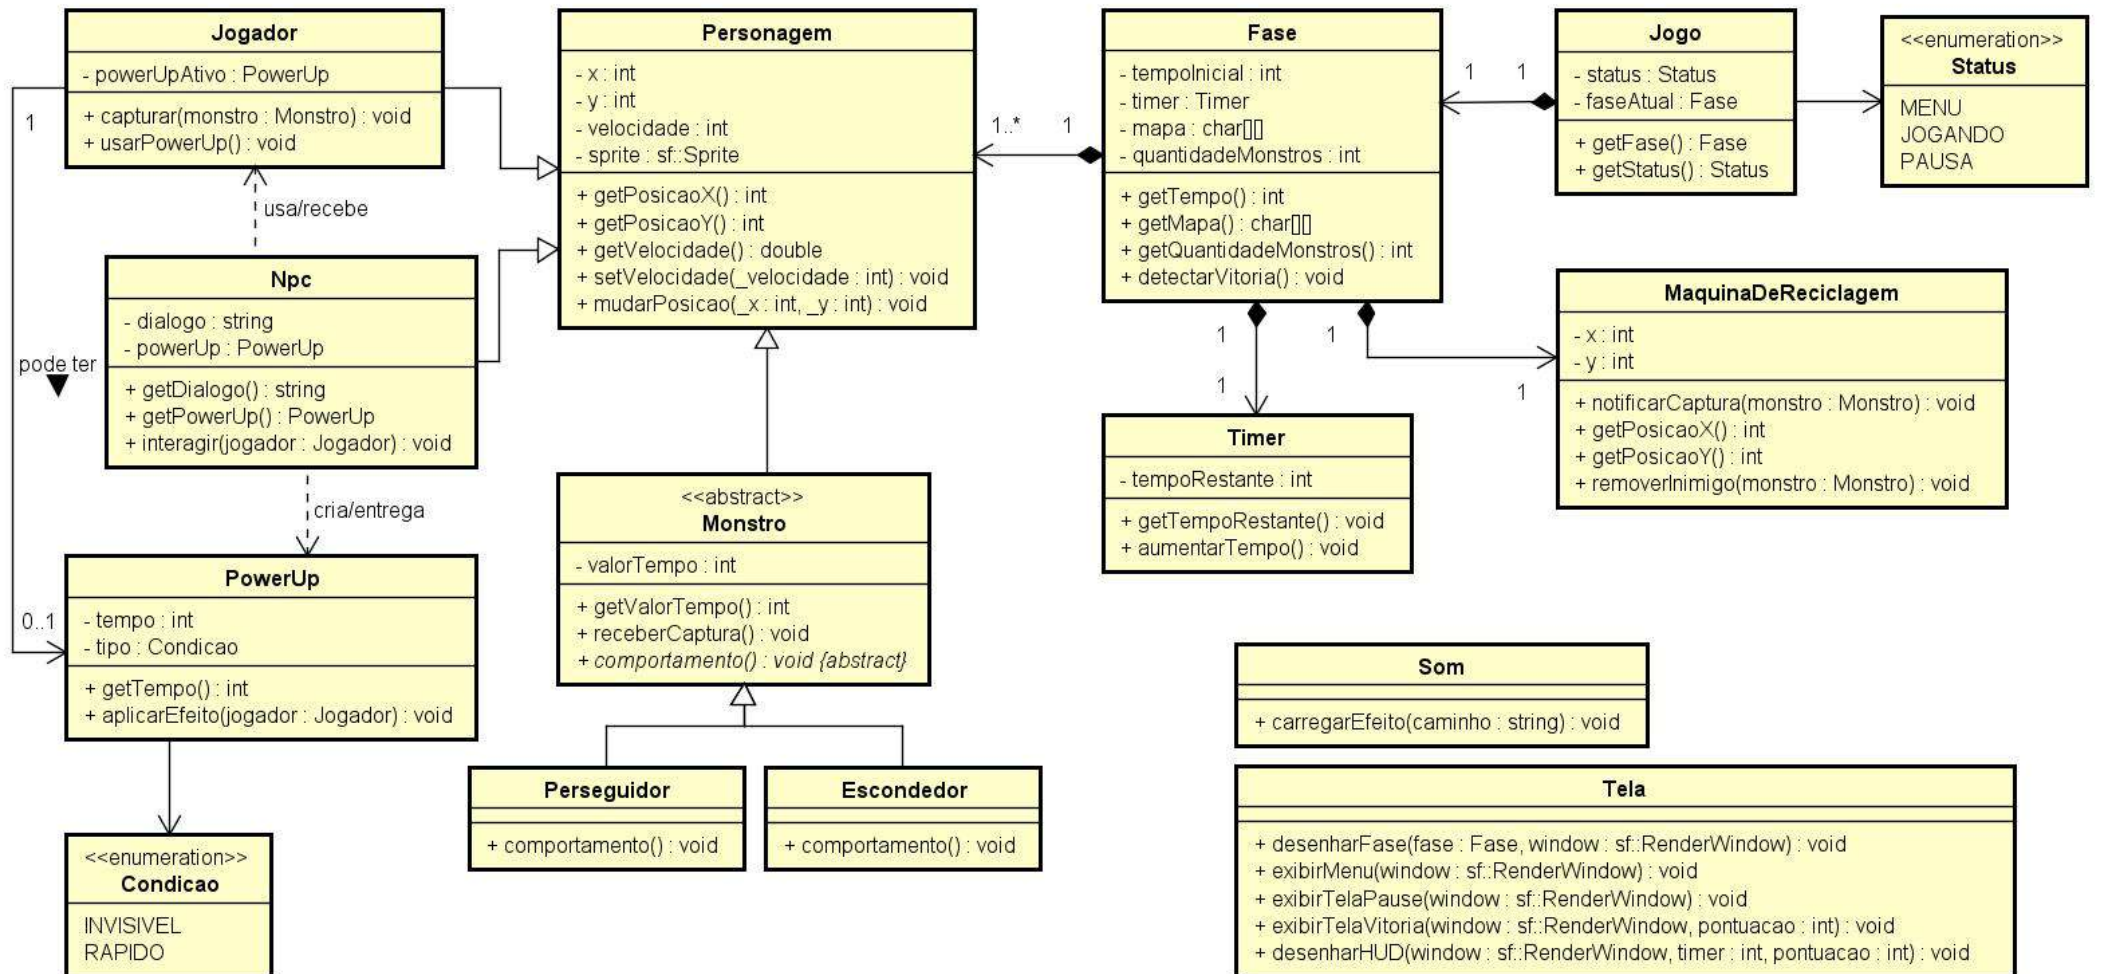 Jogador
- powerUpAtivo : PowerUp
+ capturar(monstro : Monstro) : void
+ usarPowerUp() : void
1
pode ter
0..1
usa/recebe
Npc
- dialogo : string
- powerUp : PowerUp
+ getDialogo() : string
+ getPowerUp() : PowerUp
+ interagir(jogador : Jogador) : void
cria/entrega
PowerUp
- tempo : int
- tipo : Condicao
+ getTempo() : int
+ aplicarEfeito(jogador : Jogador) : void
<<enumeration>>
Condicao
INVISIVEL
RAPIDO
Personagem
- x : int
- y : int
- velocidade : int
- sprite : sf::Sprite
+ getPosicaoX() : int
+ getPosicaoY() : int
+ getVelocidade() : double
+ setVelocidade(_velocidade : int) : void
+ mudarPosicao(_x : int, _y : int) : void
1..*
1
<<abstract>>
Monstro
- valorTempo : int
+ getValorTempo() : int
+ receberCaptura() : void
+ comportamento() : void {abstract}
Perseguidor
+ comportamento() : void
Escondedor
+ comportamento() : void
Fase
- tempoInicial : int
- timer : Timer
- mapa : char[][]
- quantidadeMonstros : int
+ getTempo() : int
+ getMapa() : char[][]
+ getQuantidadeMonstros() : int
+ detectarVitoria() : void
1
1
1
1
Timer
- tempoRestante : int
+ getTempoRestante() : void
+ aumentarTempo() : void
1
1
Jogo
- status : Status
- faseAtual : Fase
+ getFase() : Fase
+ getStatus() : Status
<<enumeration>>
Status
MENU
JOGANDO
PAUSA
MaquinaDeReciclagem
- x : int
- y : int
+ notificarCaptura(monstro : Monstro) : void
+ getPosicaoX() : int
+ getPosicaoY() : int
+ removerInimigo(monstro : Monstro) : void
Som
+ carregarEfeito(caminho : string) : void
Tela
+ desenharFase(fase : Fase, window : sf::RenderWindow) : void
+ exibirMenu(window : sf::RenderWindow) : void
+ exibirTelaPause(window : sf::RenderWindow) : void
+ exibirTelaVitoria(window : sf::RenderWindow, pontuacao : int) : void
+ desenharHUD(window : sf::RenderWindow, timer : int, pontuacao : int) : void